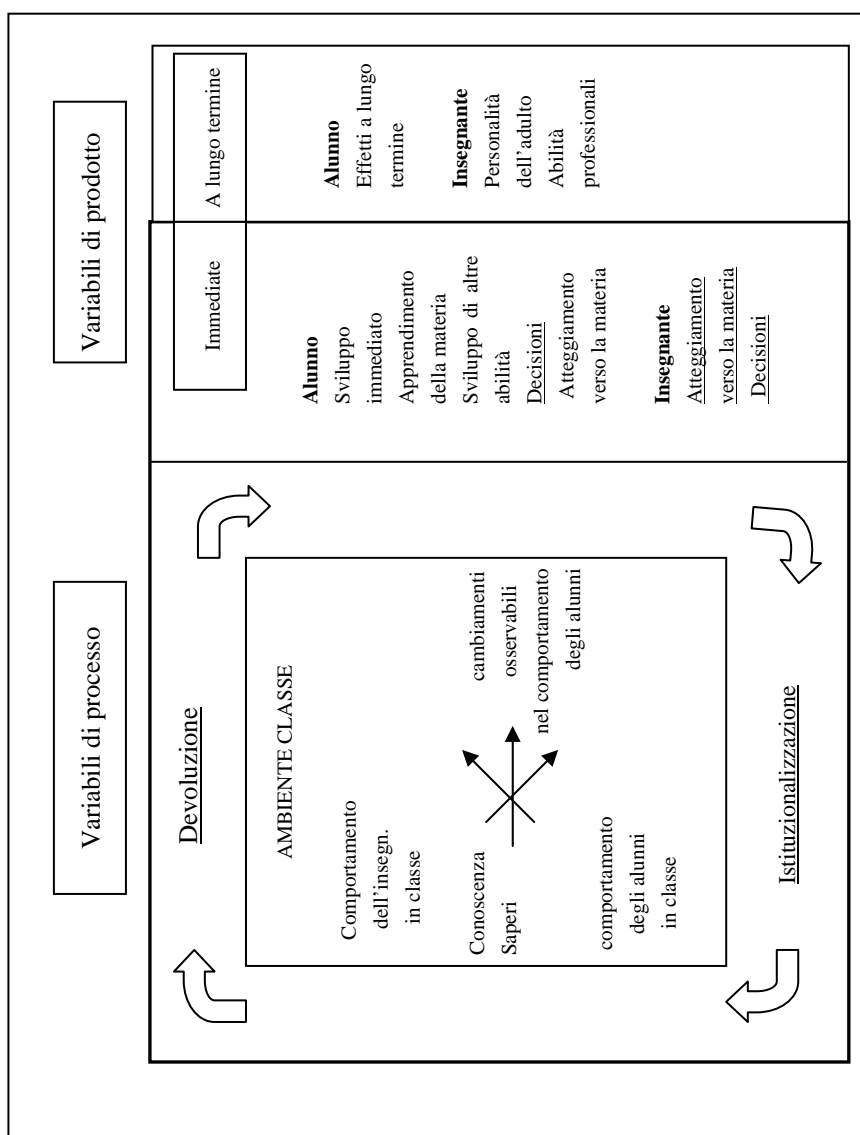 Variabili di processo
Variabili di prodotto
Devoluzione
AMBIENTE CLASSE
Comportamento
dell'insegn.
in classe
Conoscenza
Saperi
comportamento
degli alunni
in classe
cambiamenti
osservabili
nel comportamento
degli alunni
Istituzionalizzazione
Immediate
A lungo termine
Alunno
Sviluppo
immediato
Apprendimento
della materia
Sviluppo di altre
abilità
Decisioni
Atteggiamento
verso la materia
Insegnante
Atteggiamento
verso la materia
Decisioni
Alunno
Effetti a lungo
termine
Insegnante
Personalità
dell'adulto
Abilità
professionali